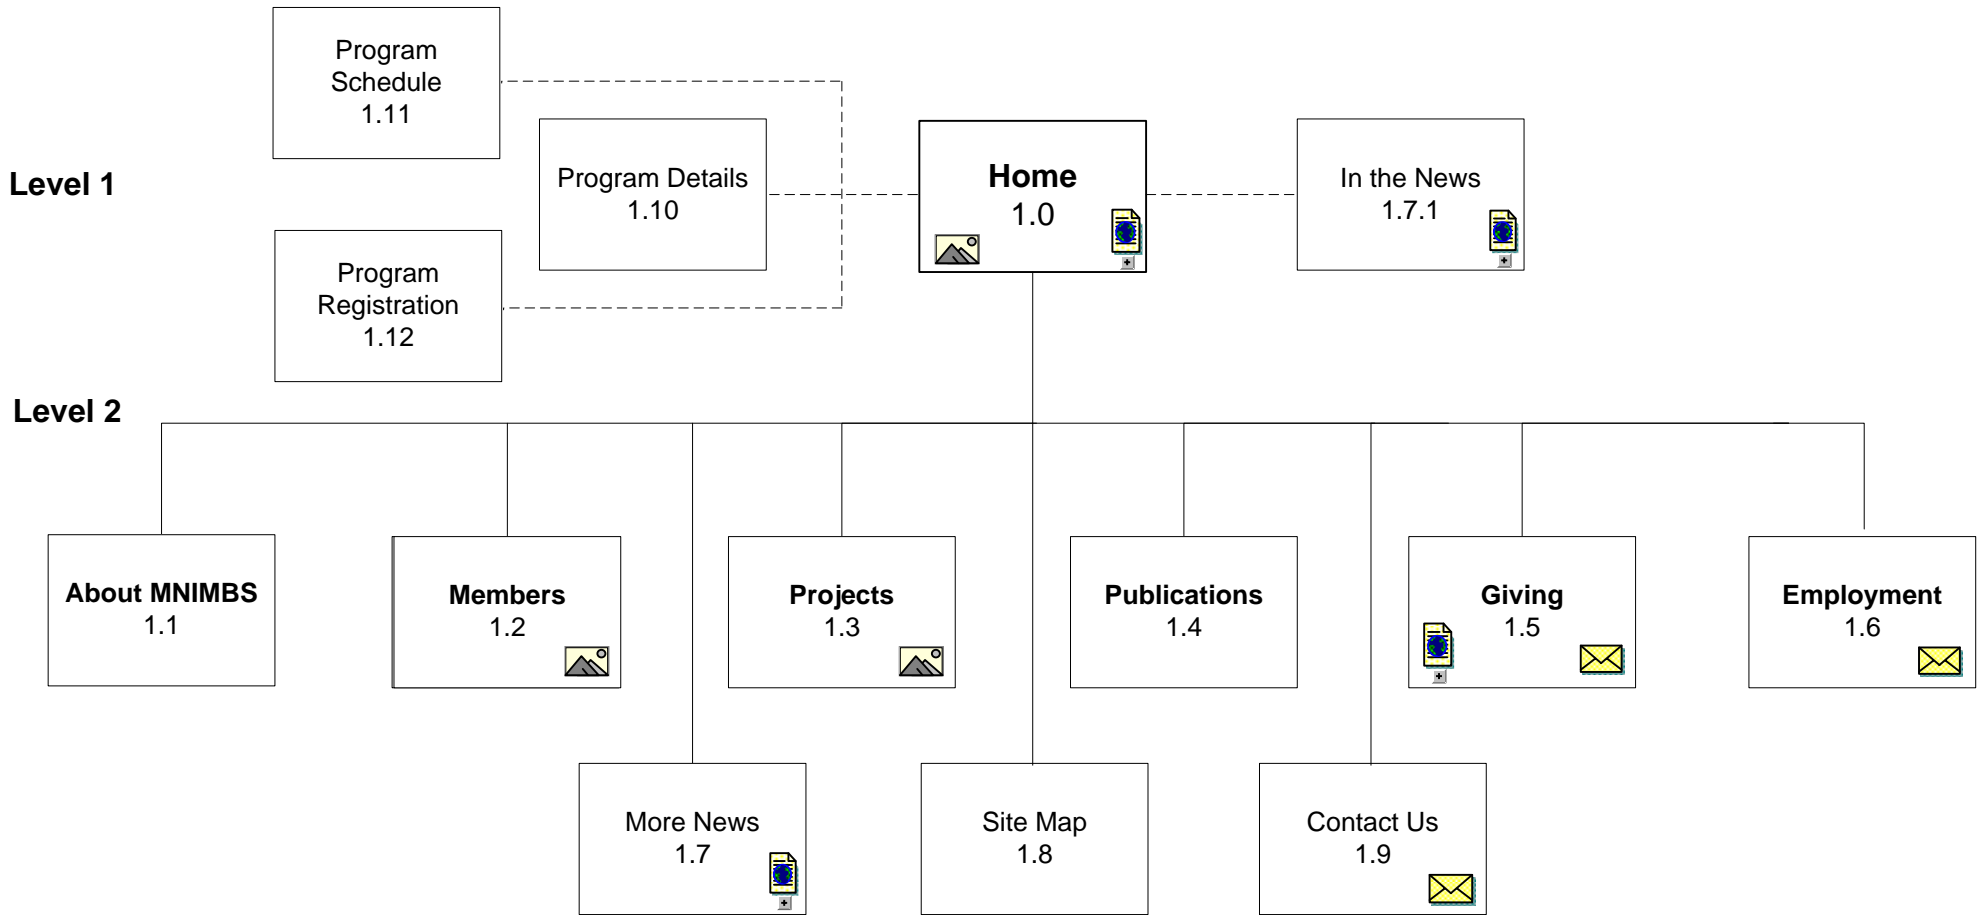 Program
Schedule
1.11
Level 1
Program Details
1.10
Home
1.0
In the News
1.7.1
Program
Registration
1.12
Level 2
About MNIMBS
1.1
Members
1.2
Projects
1.3
Publications
1.4
Giving
1.5
Employment
1.6
More News
1.7
Site Map
1.8
Contact Us
1.9